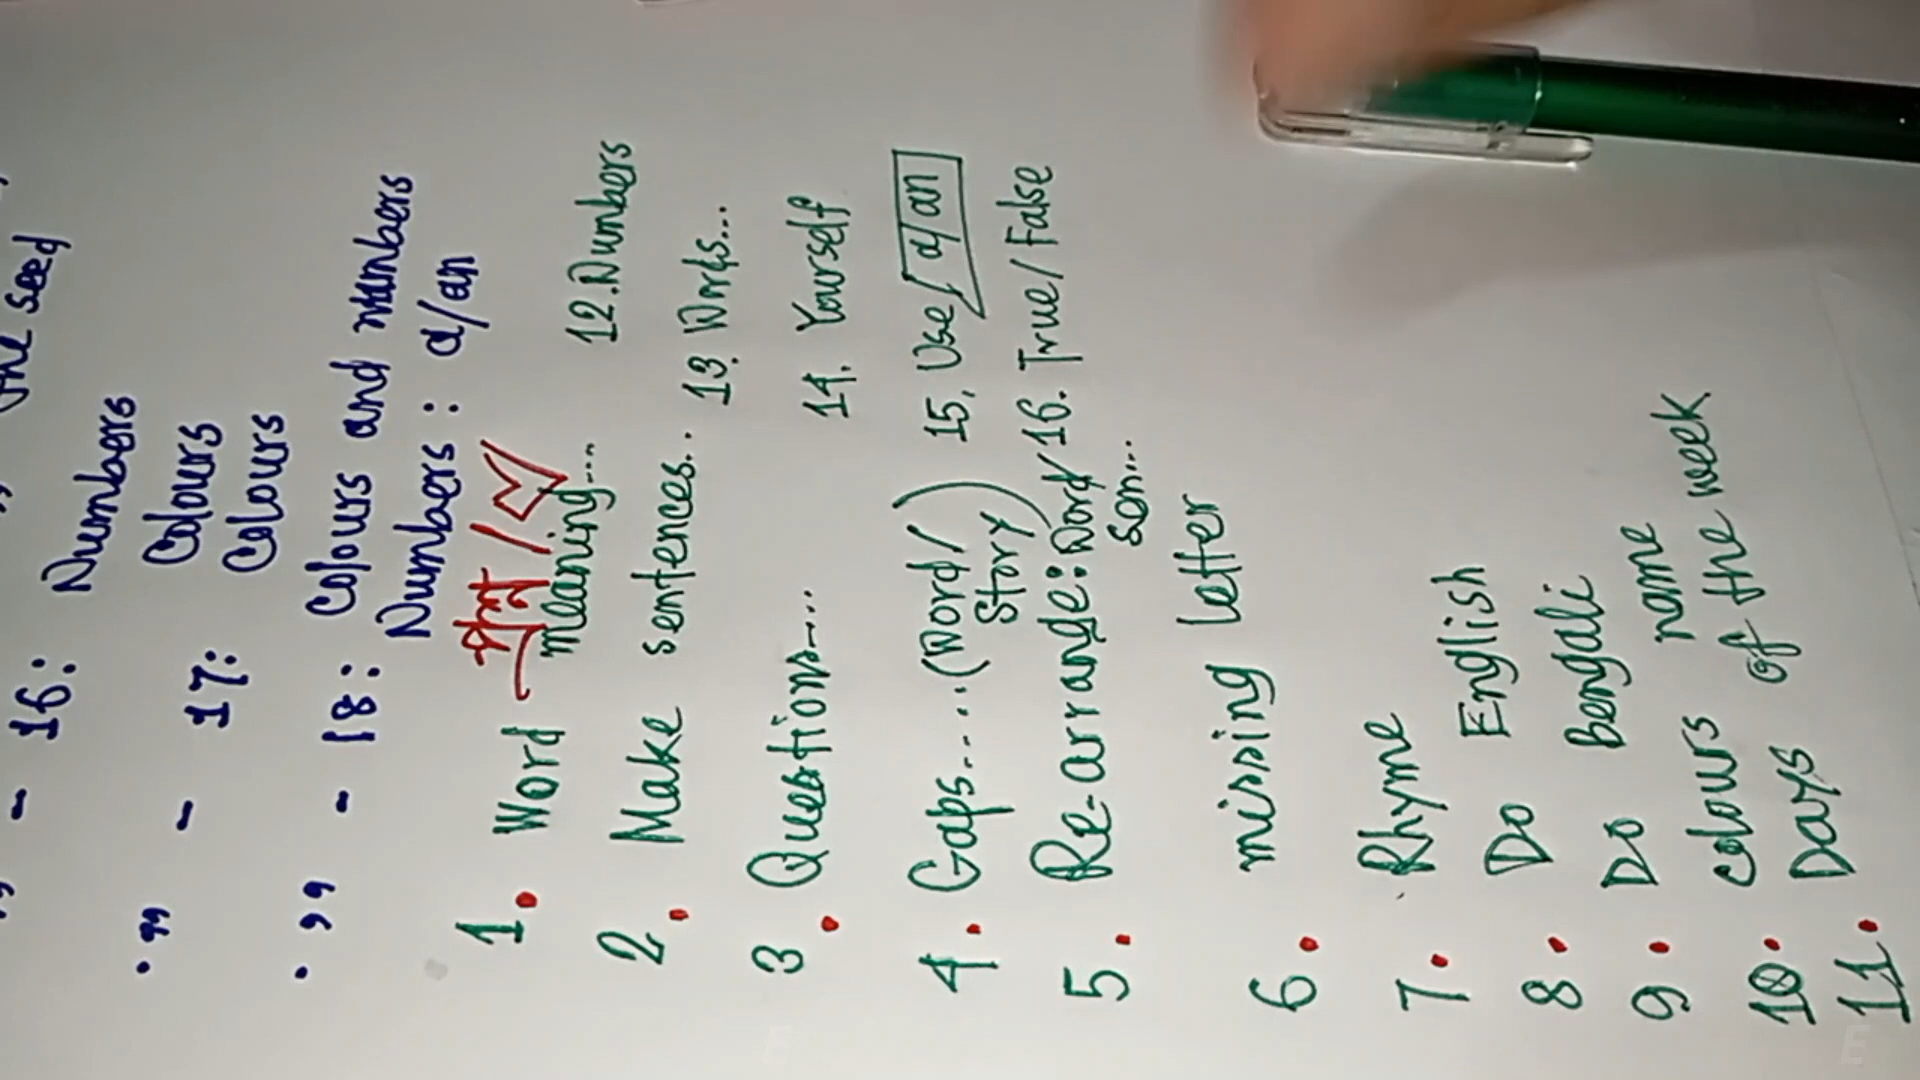 the seed
" - 16: Numbers
" - 17: Colours
Colours
" - 18: Colours and numbers
Numbers: a/an
প্রশ্ন/
1. Word meaning...
2. Make sentences..
3. Questions....
4. Gaps.....(Word/
Story)
5. Re-arrange: Word/
Sen...
6. missing letter
7. Rhyme
8. Do English
9. Do Bengali
10. Colours name
11. Days of the week
12. Numbers
13. Words...
14. Yourself
15. Use a/an
16. True/False